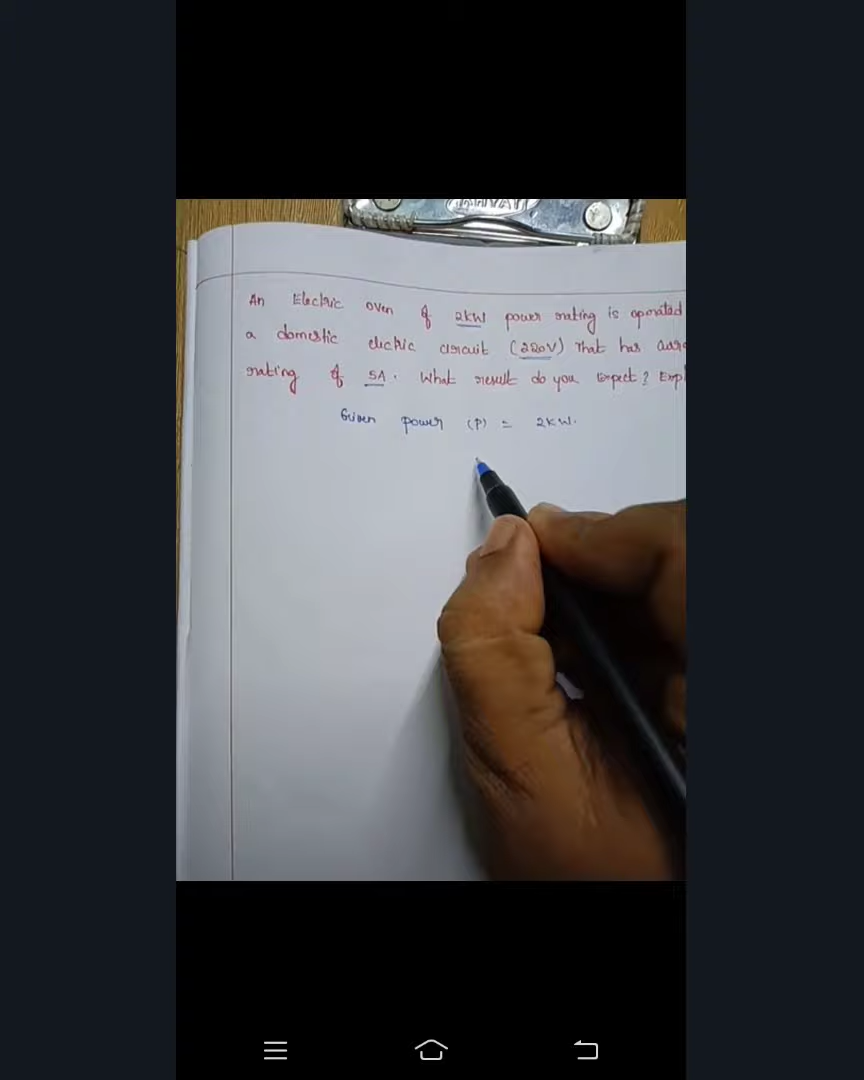 An Electric oven of 2kW power rating is operated
a domestic electric circuit (220V) That has
rating of 5A. What result do you Expect? Expl
Given power (P) = 2kW.